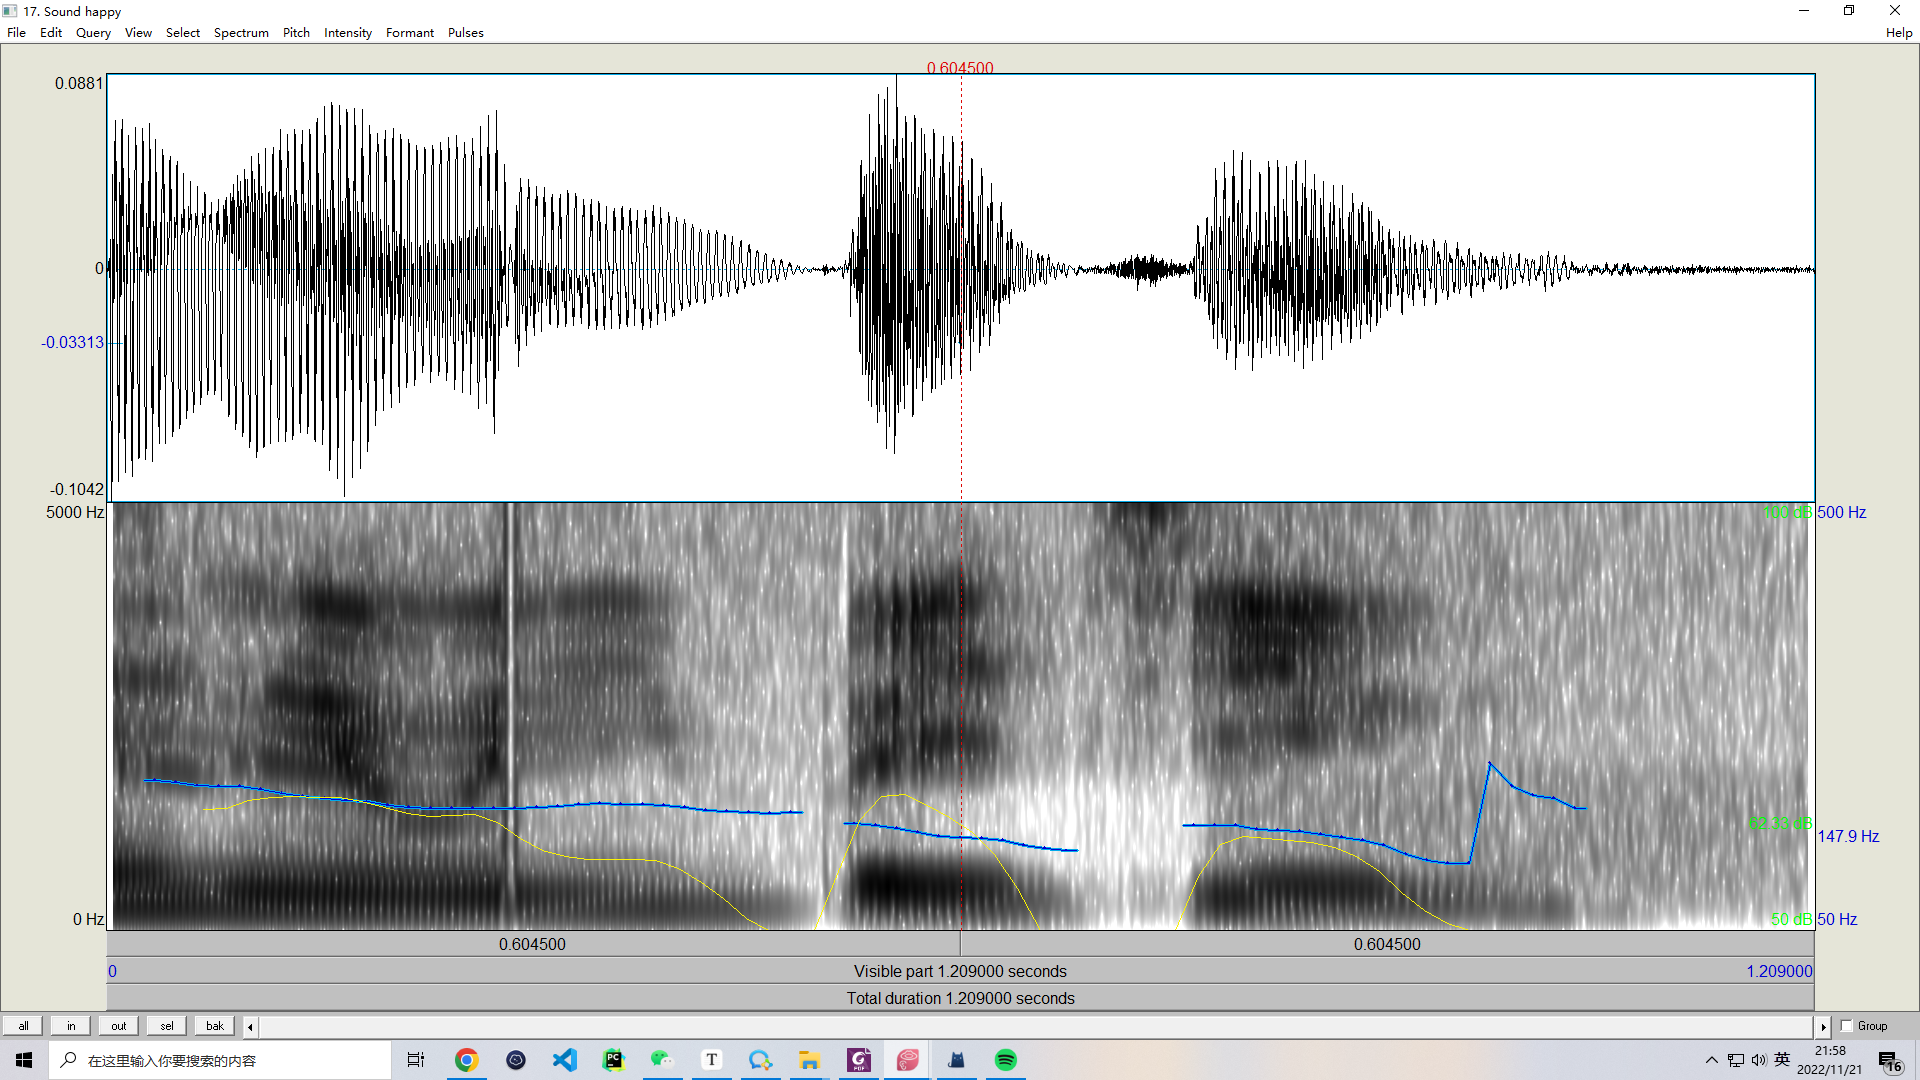 17. Sound happy
File Edit Query View Select Spectrum Pitch Intensity Formant Pulses Help
0.604500
0.0881
0
-0.03313
-0.1042
5000 Hz
100 dB 500 Hz
62.33 dB
147.9 Hz
0 Hz
50 dB 50 Hz
0.604500 0.604500
0 Visible part 1.209000 seconds 1.209000
Total duration 1.209000 seconds
all in out sel bak Group
在这里输入你要搜索的内容
PC
T
PDF
英
21:58
2022/11/21
16